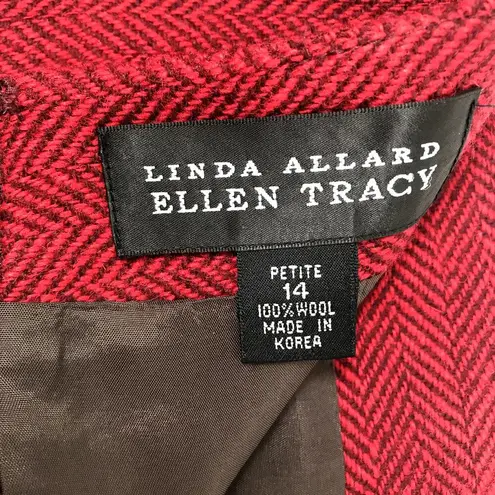 LINDA ALLARD
ELLEN TRACY
PETITE
14
100% WOOL
MADE IN
KOREA